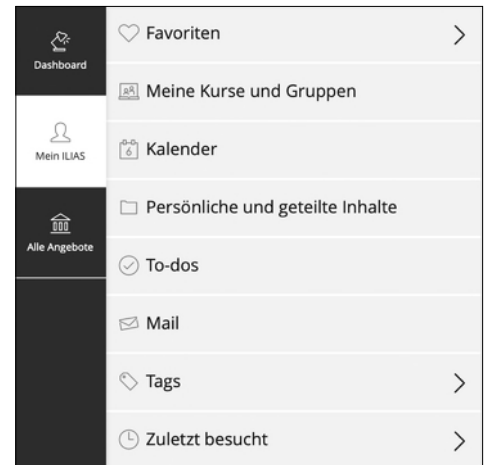 Dashboard
Mein ILIAS
Alle Angebote
Favoriten
Meine Kurse und Gruppen
6
Kalender
Persönliche und geteilte Inhalte
To-dos
Mail
Tags
Zuletzt besucht